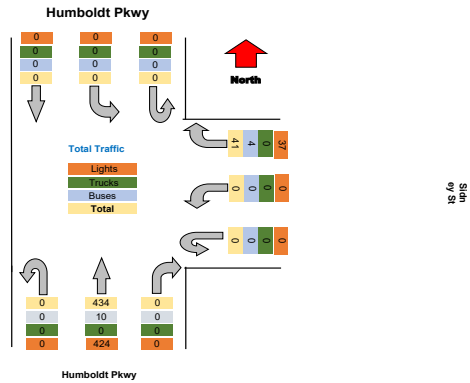 Humboldt Pkwy
0 0 0
0 0 0
0 0 0
0 0 0
North
Total Traffic
Lights
Trucks
Buses
Total
41 4 0 37
0 0 0 0
0 0 0 0
Sidn
ey St
0 434 0
0 10 0
0 0 0
0 424 0
Humboldt Pkwy